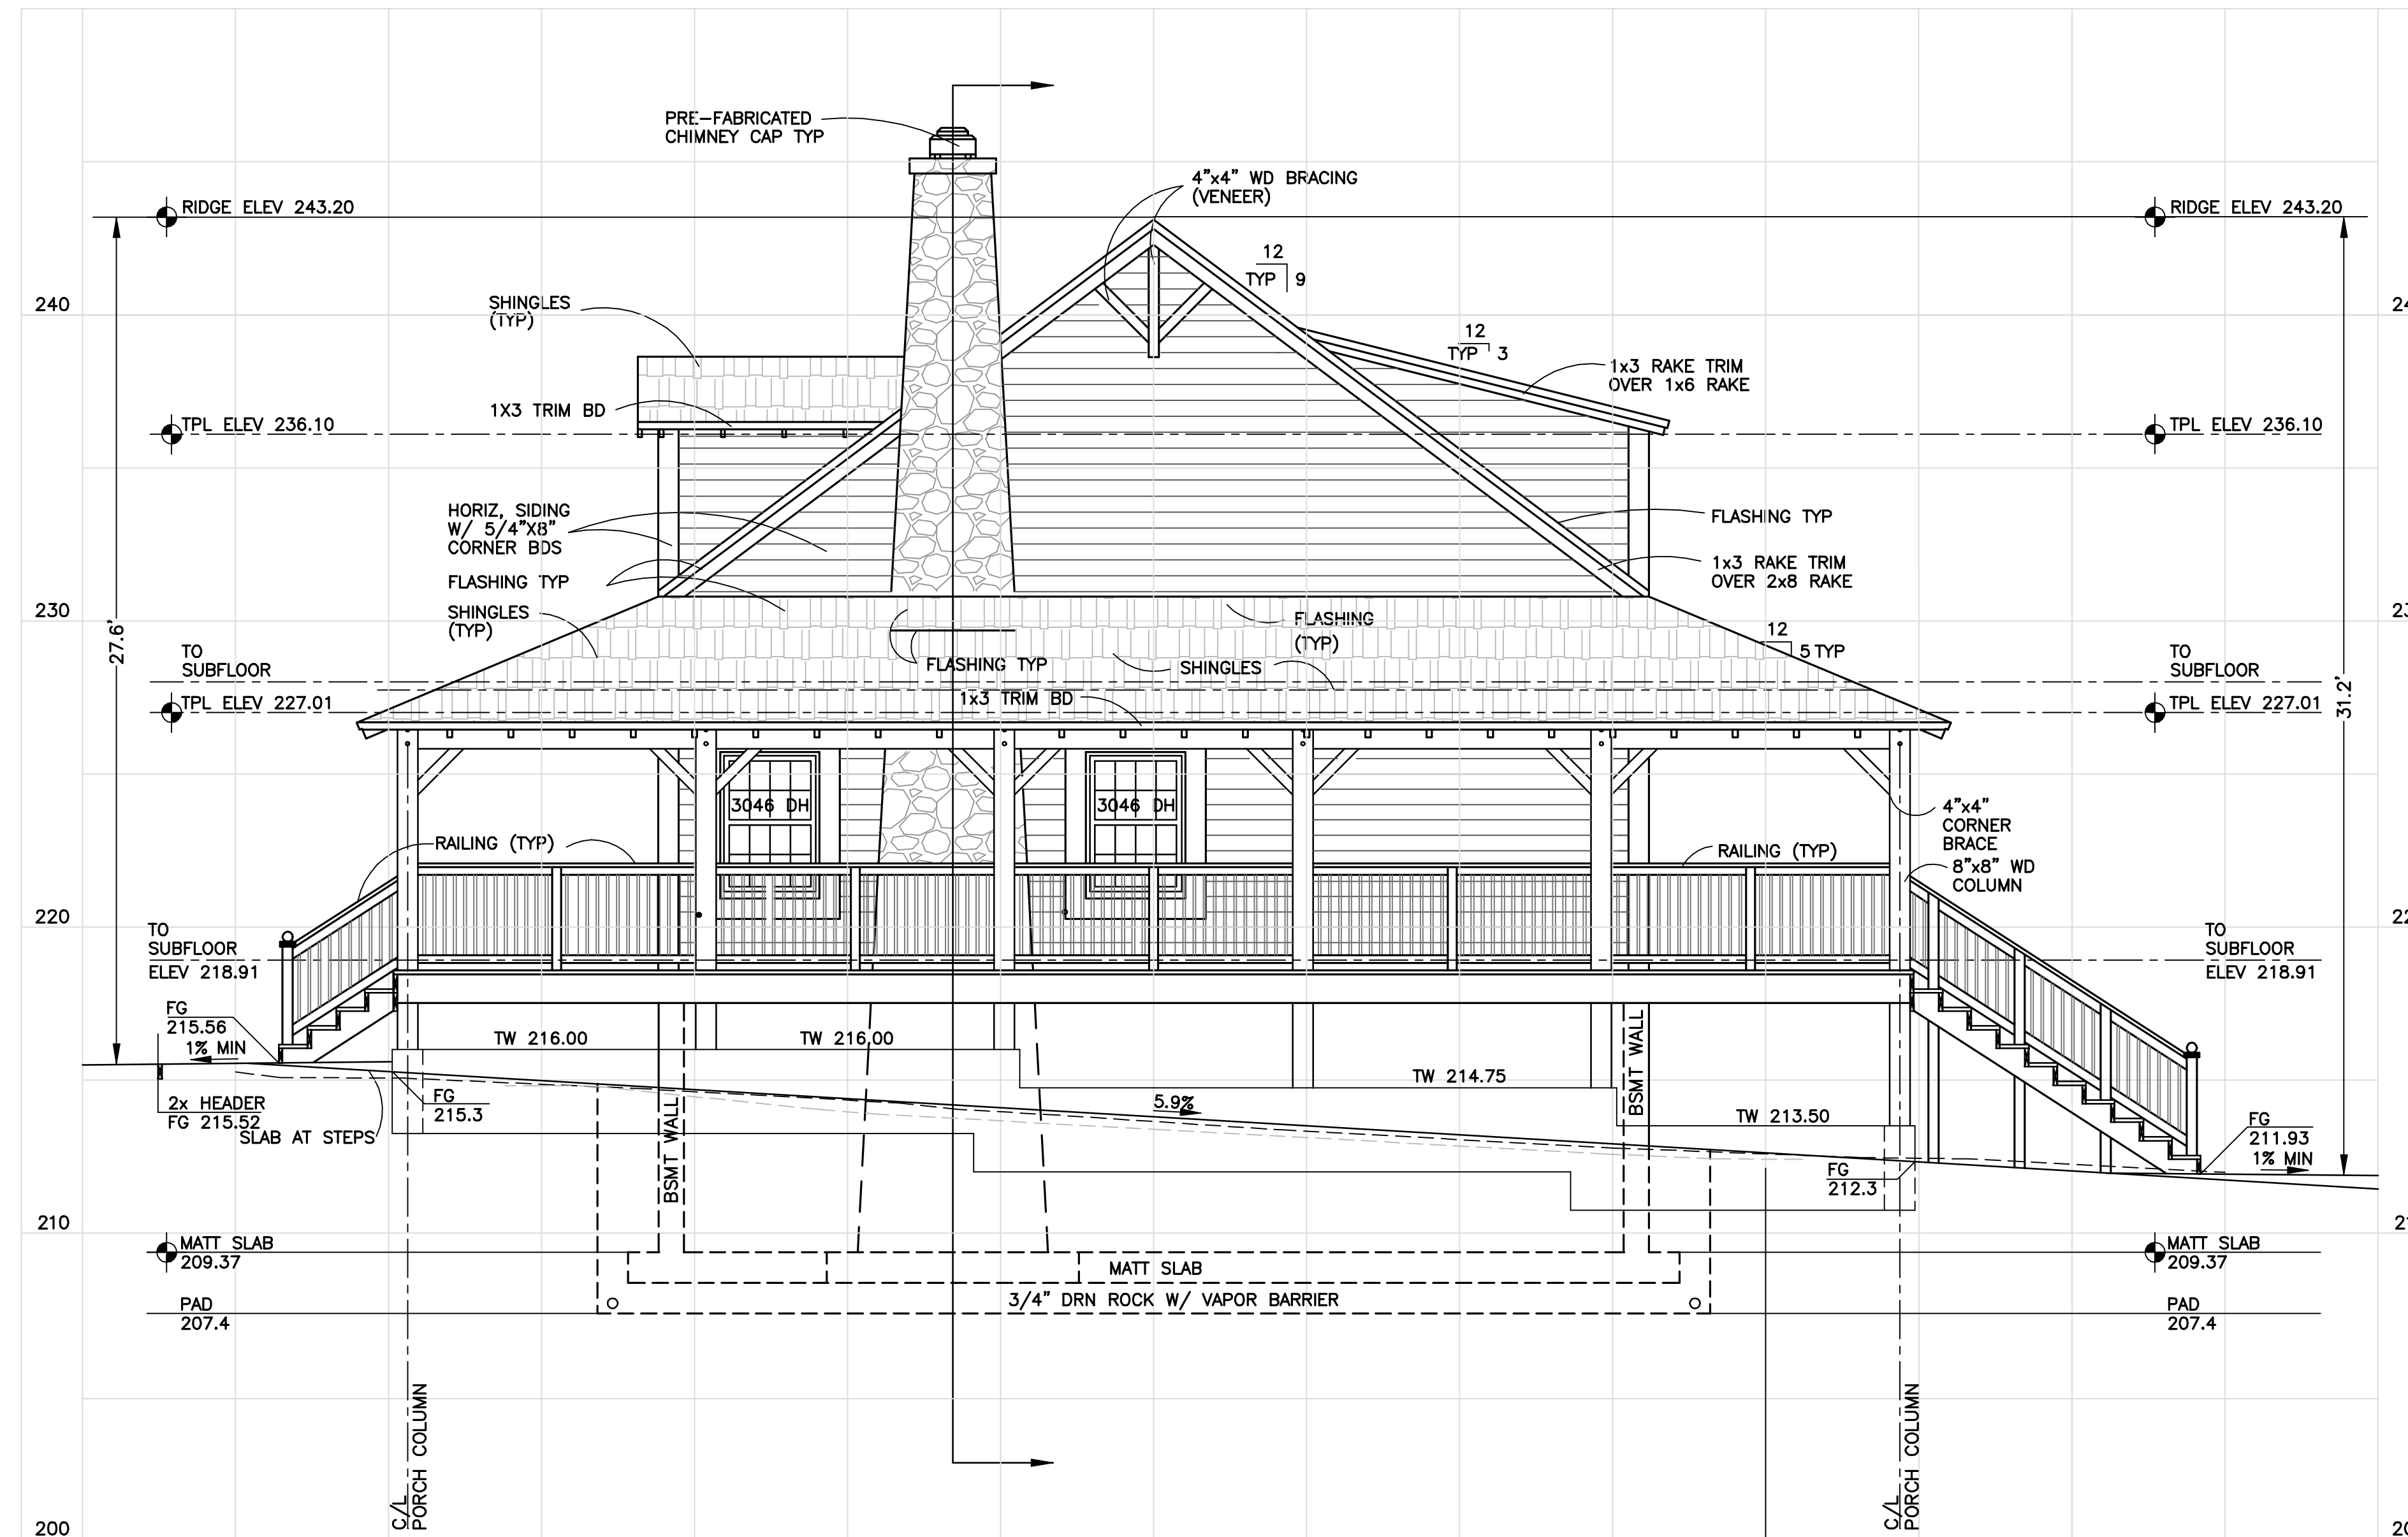 PRE-FABRICATED
CHIMNEY CAP TYP
4"x4" WD BRACING
(VENEER)
RIDGE ELEV 243.20
RIDGE ELEV 243.20
12
TYP 9
240
SHINGLES
(TYP)
12
TYP 3
1x3 RAKE TRIM
OVER 1x6 RAKE
1X3 TRIM BD
TPL ELEV 236.10
TPL ELEV 236.10
HORIZ, SIDING
W/ 5/4"X8"
CORNER BDS
FLASHING TYP
FLASHING TYP
1x3 RAKE TRIM
OVER 2x8 RAKE
230
SHINGLES
(TYP)
FLASHING
(TYP)
12
5 TYP
27.6'
TO
SUBFLOOR
FLASHING TYP
SHINGLES
TO
SUBFLOOR
TPL ELEV 227.01
1x3 TRIM BD
TPL ELEV 227.01
31.2'
3046 DH
3046 DH
4"x4"
CORNER
BRACE
RAILING (TYP)
RAILING (TYP)
8"x8" WD
COLUMN
220
TO
SUBFLOOR
ELEV 218.91
TO
SUBFLOOR
ELEV 218.91
FG
215.56
1% MIN
TW 216.00
TW 216.00
BSMT WALL
TW 214.75
BSMT WALL
2x HEADER
FG 215.52
SLAB AT STEPS
FG
215.3
5.9%
TW 213.50
FG
211.93
1% MIN
FG
212.3
210
MATT SLAB
209.37
MATT SLAB
MATT SLAB
209.37
3/4" DRN ROCK W/ VAPOR BARRIER
PAD
207.4
PAD
207.4
C/L
PORCH COLUMN
C/L
PORCH COLUMN
200